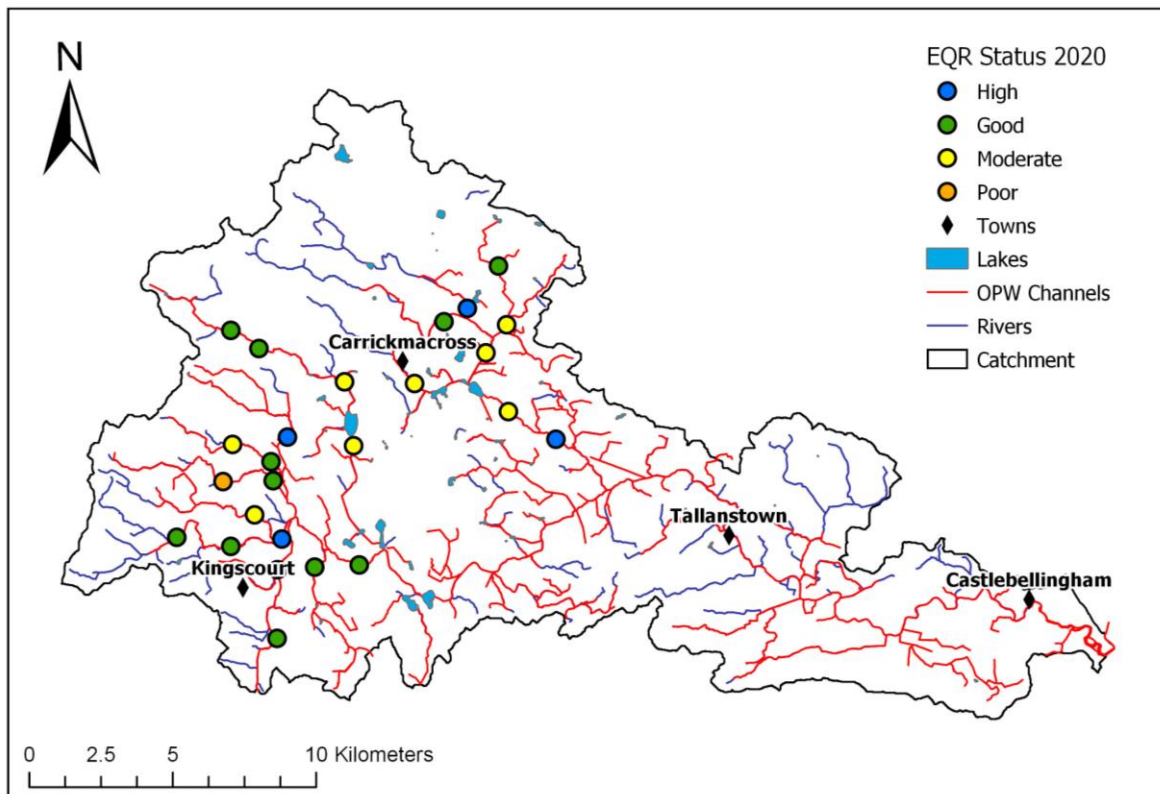 N
EQR Status 2020
High
Good
Moderate
Poor
Towns
Lakes
OPW Channels
Rivers
Catchment
Carrickmacross
Tallanstown
Kingscourt
Castlebellingham
0 2.5 5 10 Kilometers